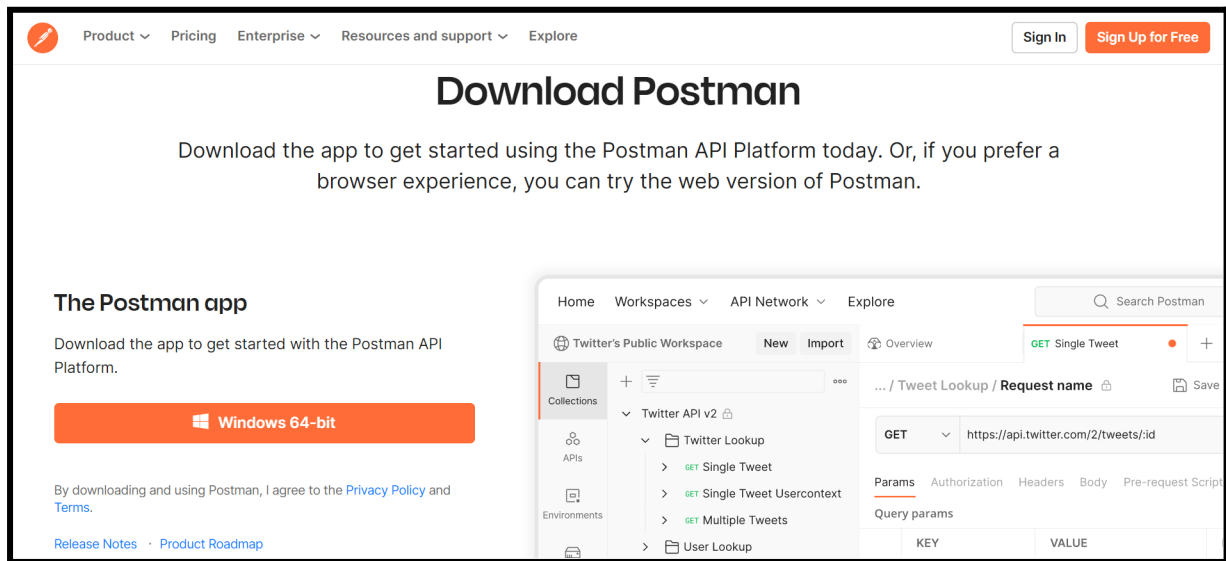 Product Pricing Enterprise Resources and support Explore Sign In Sign Up for Free
Download Postman
Download the app to get started using the Postman API Platform today. Or, if you prefer a
browser experience, you can try the web version of Postman.
The Postman app
Download the app to get started with the Postman API
Platform.
Windows 64-bit
By downloading and using Postman, I agree to the Privacy Policy and
Terms.
Release Notes · Product Roadmap
Home Workspaces API Network Explore Search Postman
Twitter's Public Workspace New Import Overview GET Single Tweet
Collections
... / Tweet Lookup / Request name Save
Twitter API v2
GET https://api.twitter.com/2/tweets/:id
Twitter Lookup
APIs
GET Single Tweet
Params Authorization Headers Body Pre-request Script
GET Single Tweet Usercontext
Environments
Query params
GET Multiple Tweets
KEY VALUE
User Lookup